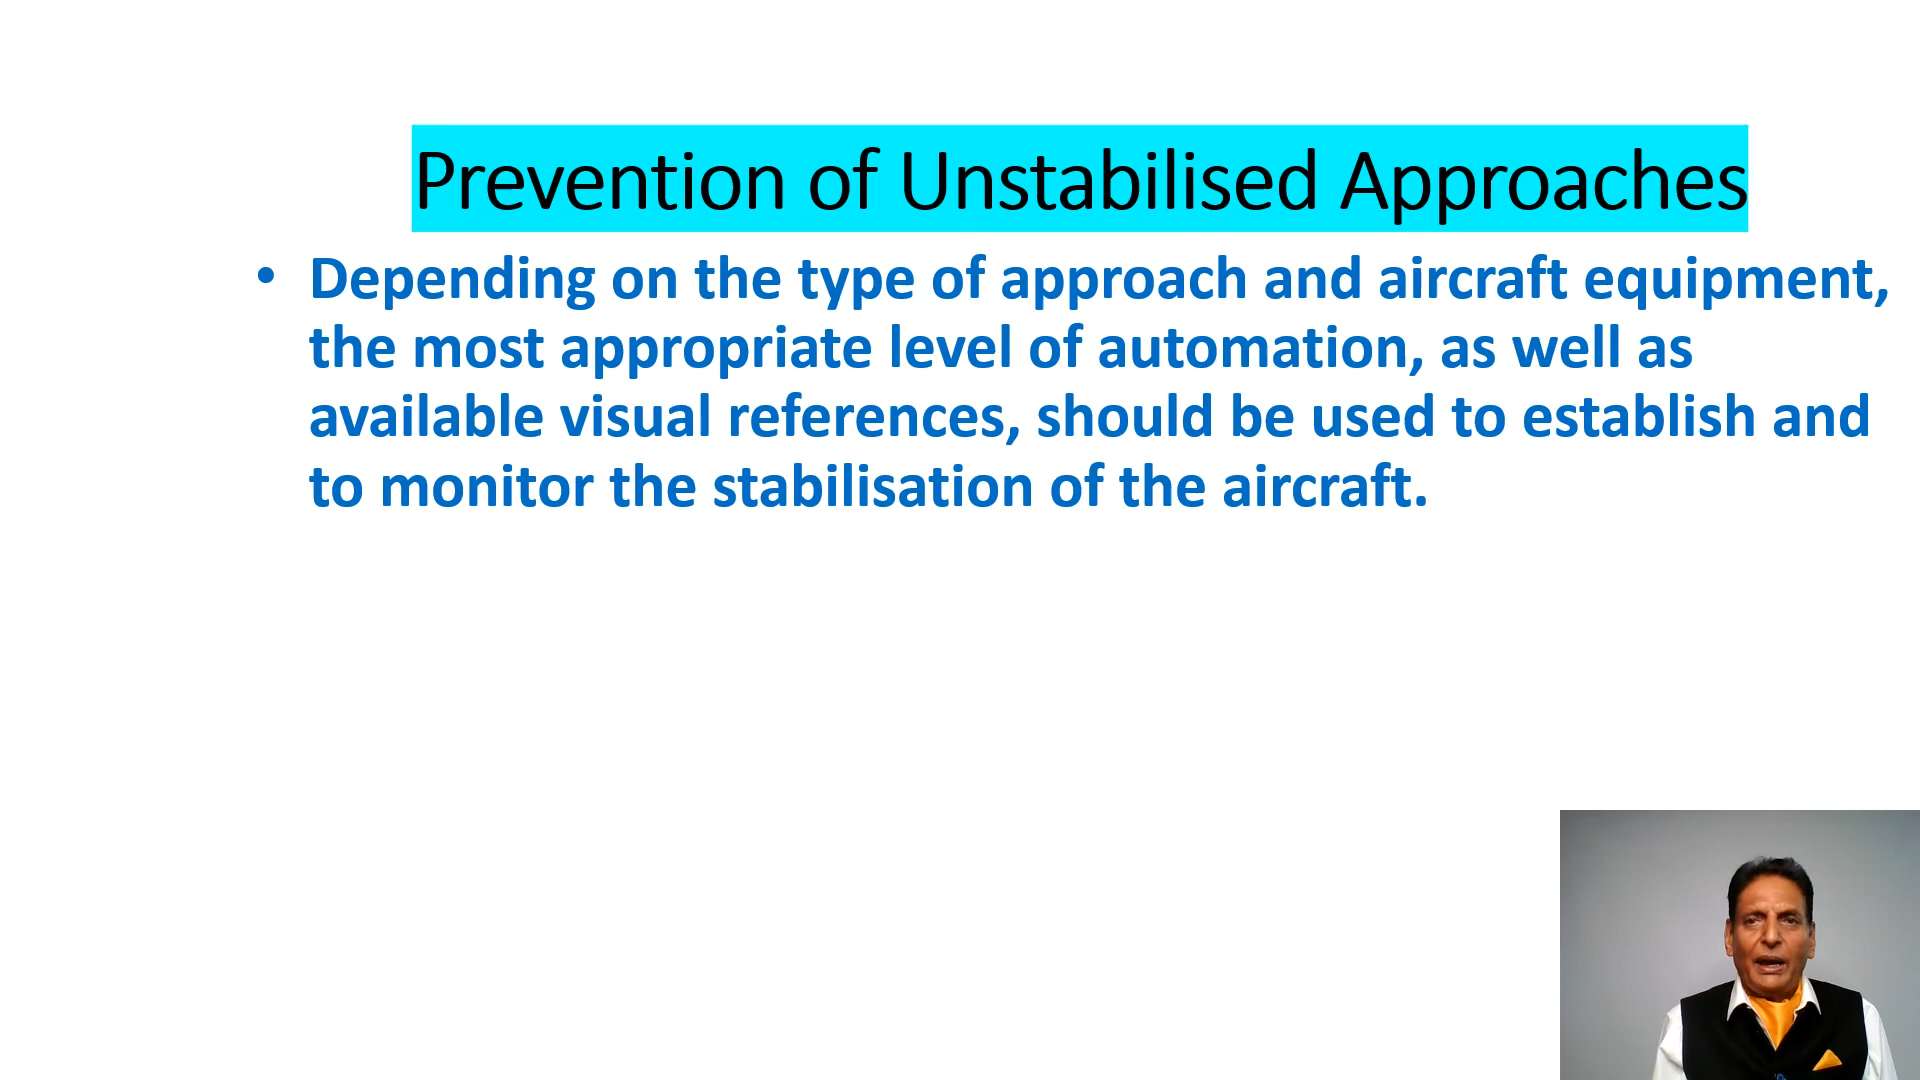 Prevention of Unstabilised Approaches
• Depending on the type of approach and aircraft equipment,
the most appropriate level of automation, as well as
available visual references, should be used to establish and
to monitor the stabilisation of the aircraft.